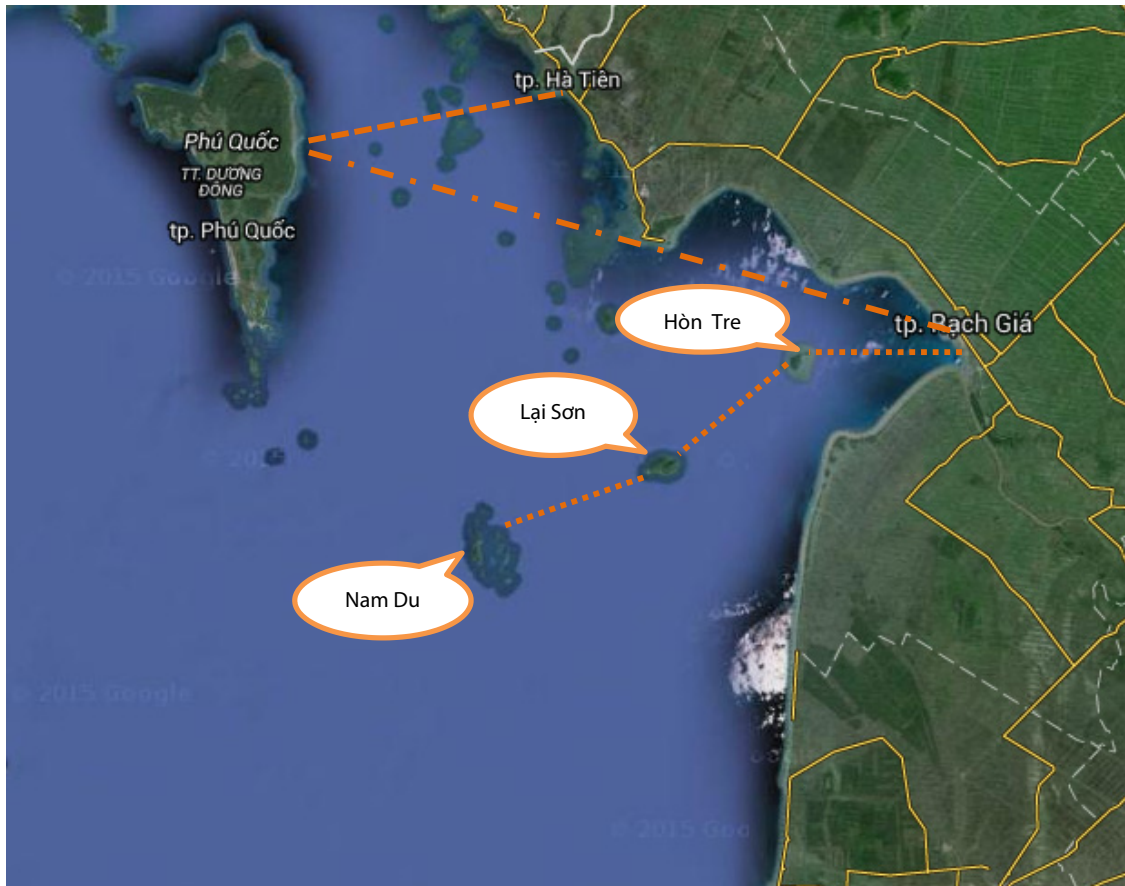 tp. Hà Tiên
Phú Quốc
TT. DƯƠNG
ĐÔNG
tp. Phú Quốc
© 2015 Google
Hòn Tre
tp. Rạch Giá
Lại Sơn
Nam Du
© 2015 Google
© 2015 Goo